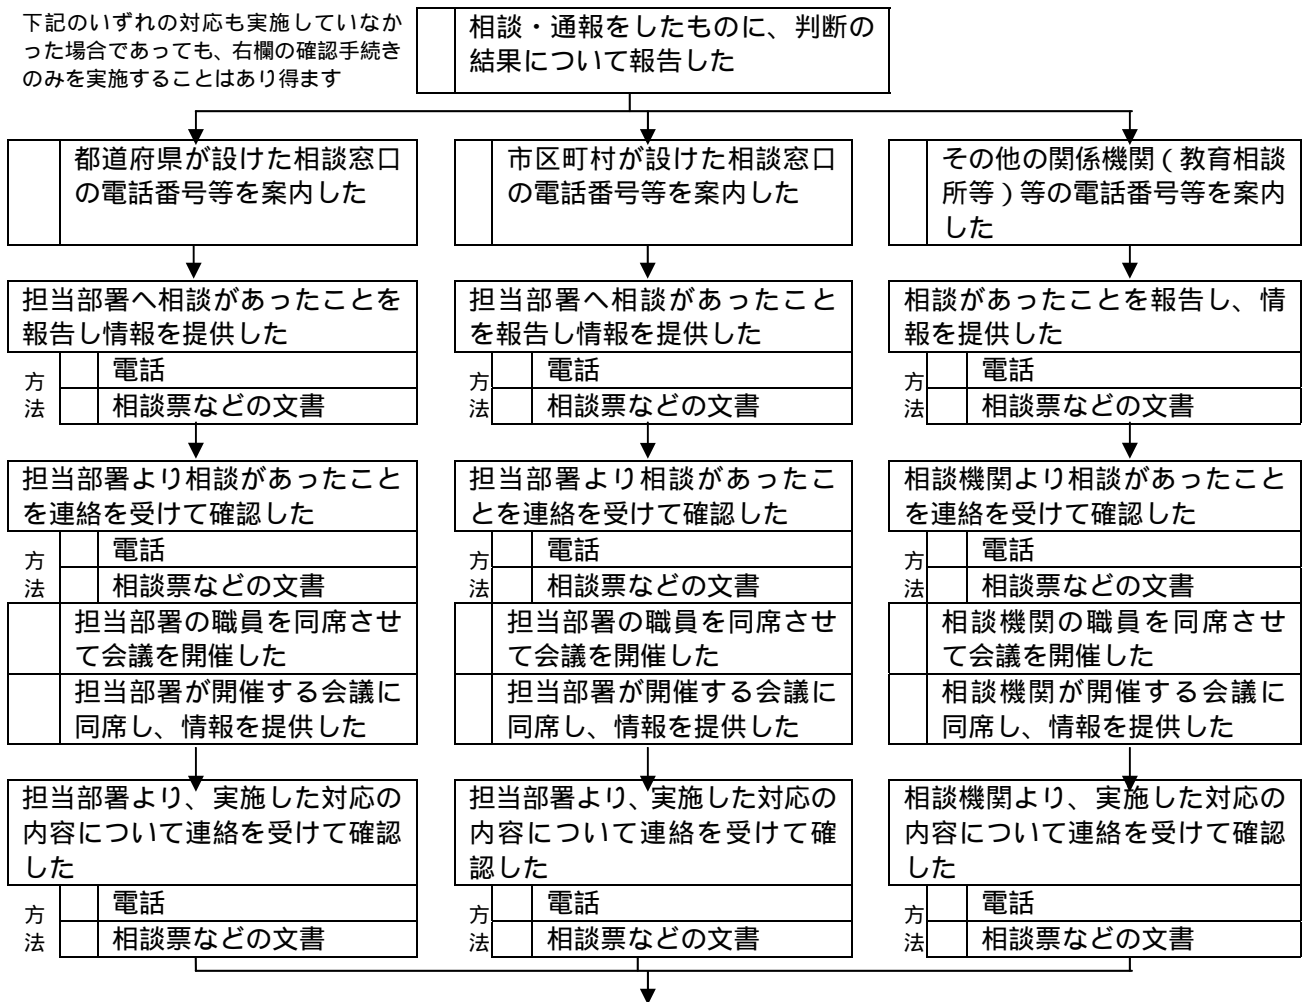 下記のいずれの対応も実施していなか
った場合であっても、右欄の確認手続き
のみを実施することはあり得ます
相談・通報をしたものに、判断の
結果について報告した
都道府県が設けた相談窓口
の電話番号等を案内した
市区町村が設けた相談窓口
の電話番号等を案内した
その他の関係機関(教育相談
所等)等の電話番号等を案内
した
担当部署へ相談があったことを
報告し情報を提供した
方法
電話
相談票などの文書
担当部署へ相談があったこと
を報告し情報を提供した
方法
電話
相談票などの文書
相談があったことを報告し、情
報を提供した
方法
電話
相談票などの文書
担当部署より相談があったこと
を連絡を受けて確認した
方法
電話
相談票などの文書
担当部署の職員を同席させ
て会議を開催した
担当部署が開催する会議に
同席し、情報を提供した
担当部署より相談があったこ
とを連絡を受けて確認した
方法
電話
相談票などの文書
担当部署の職員を同席させ
て会議を開催した
担当部署が開催する会議に
同席し、情報を提供した
相談機関より相談があったこと
を連絡を受けて確認した
方法
電話
相談票などの文書
相談機関の職員を同席させ
て会議を開催した
相談機関が開催する会議に
同席し、情報を提供した
担当部署より、実施した対応の
内容について連絡を受けて確認
した
方法
電話
相談票などの文書
担当部署より、実施した対応の
内容について連絡を受けて確
認した
方法
電話
相談票などの文書
相談機関より、実施した対応の
内容について連絡を受けて確認
した
方法
電話
相談票などの文書